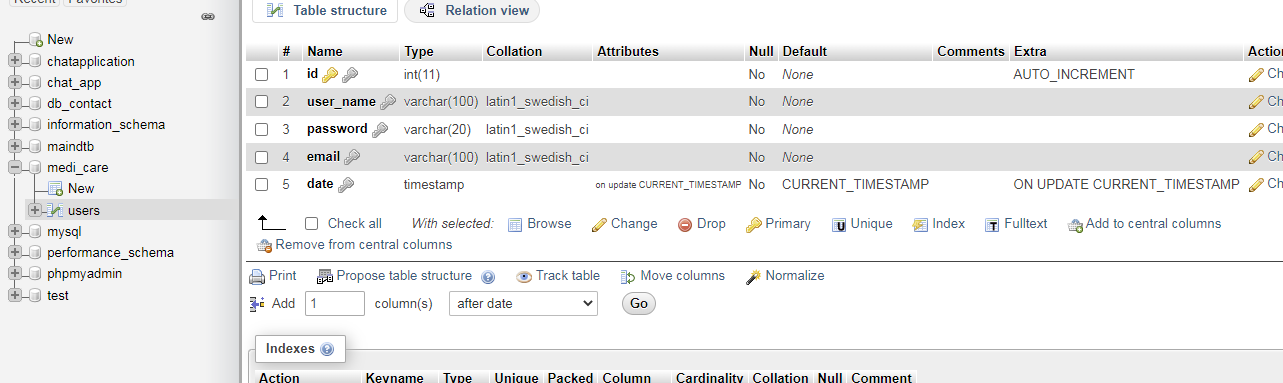 Recent Favorites
New
chatapplication
chat_app
db_contact
information_schema
maindtb
medi_care
New
users
mysql
performance_schema
phpmyadmin
test
Table structure Relation view
# Name Type Collation Attributes Null Default Comments Extra Action
1 id int(11) No None AUTO_INCREMENT Ch
2 user_name varchar(100) latin1_swedish_ci No None Ch
3 password varchar(20) latin1_swedish_ci No None Ch
4 email varchar(100) latin1_swedish_ci No None Ch
5 date timestamp on update CURRENT_TIMESTAMP No CURRENT_TIMESTAMP ON UPDATE CURRENT_TIMESTAMP Ch
Check all With selected: Browse Change Drop Primary Unique Index Fulltext Add to central columns
Remove from central columns
Print Propose table structure Track table Move columns Normalize
Add 1 column(s) after date Go
Indexes
Action Keyname Type Unique Packed Column Cardinality Collation Null Comment